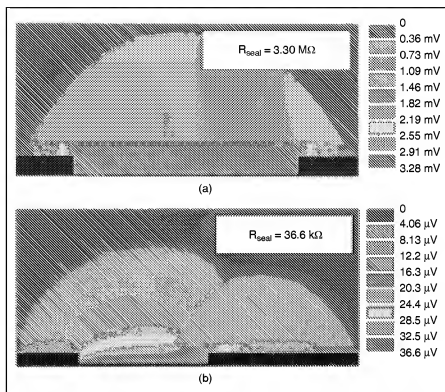 R_seal = 3.30 MΩ
0
0.36 mV
0.73 mV
1.09 mV
1.46 mV
1.82 mV
2.19 mV
2.55 mV
2.91 mV
3.28 mV
(a)
R_seal = 36.6 kΩ
0
4.06 μV
8.13 μV
12.2 μV
16.3 μV
20.3 μV
24.4 μV
28.5 μV
32.5 μV
36.6 μV
(b)